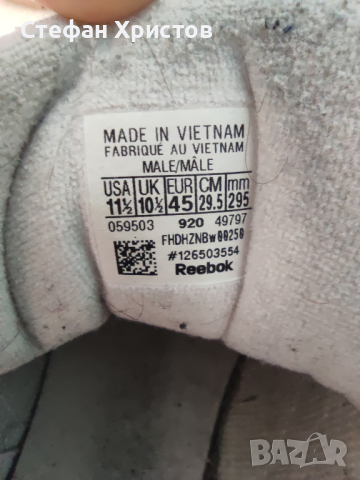 Стефан Христов
MADE IN VIETNAM
FABRIQUÉ AU VIETNAM
MALE/MÂLE
USA UK EUR CM mm
11½ 10½ 45 29.5 295
059503 920 49797
FHDHZNBw00250
#126503554
Reebok
BAZAR